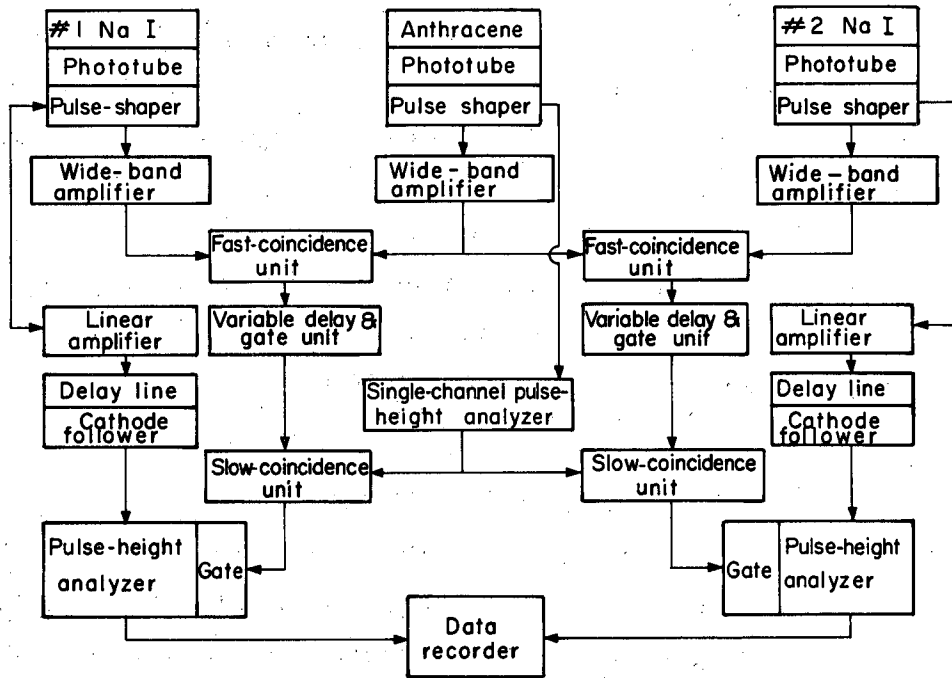 #1 Na I
Phototube
Pulse-shaper
Wide-band
amplifier
Anthracene
Phototube
Pulse shaper
Wide-band
amplifier
#2 Na I
Phototube
Pulse shaper
Wide-band
amplifier
Fast-coincidence
unit
Fast-coincidence
unit
Linear
amplifier
Variable delay &
gate unit
Variable delay &
gate unit
Linear
amplifier
Delay line
Cathode
follower
Single-channel pulse-
height analyzer
Delay line
Cathode
follower
Slow-coincidence
unit
Slow-coincidence
unit
Pulse-height
analyzer
Gate
Gate
Pulse-height
analyzer
Data
recorder